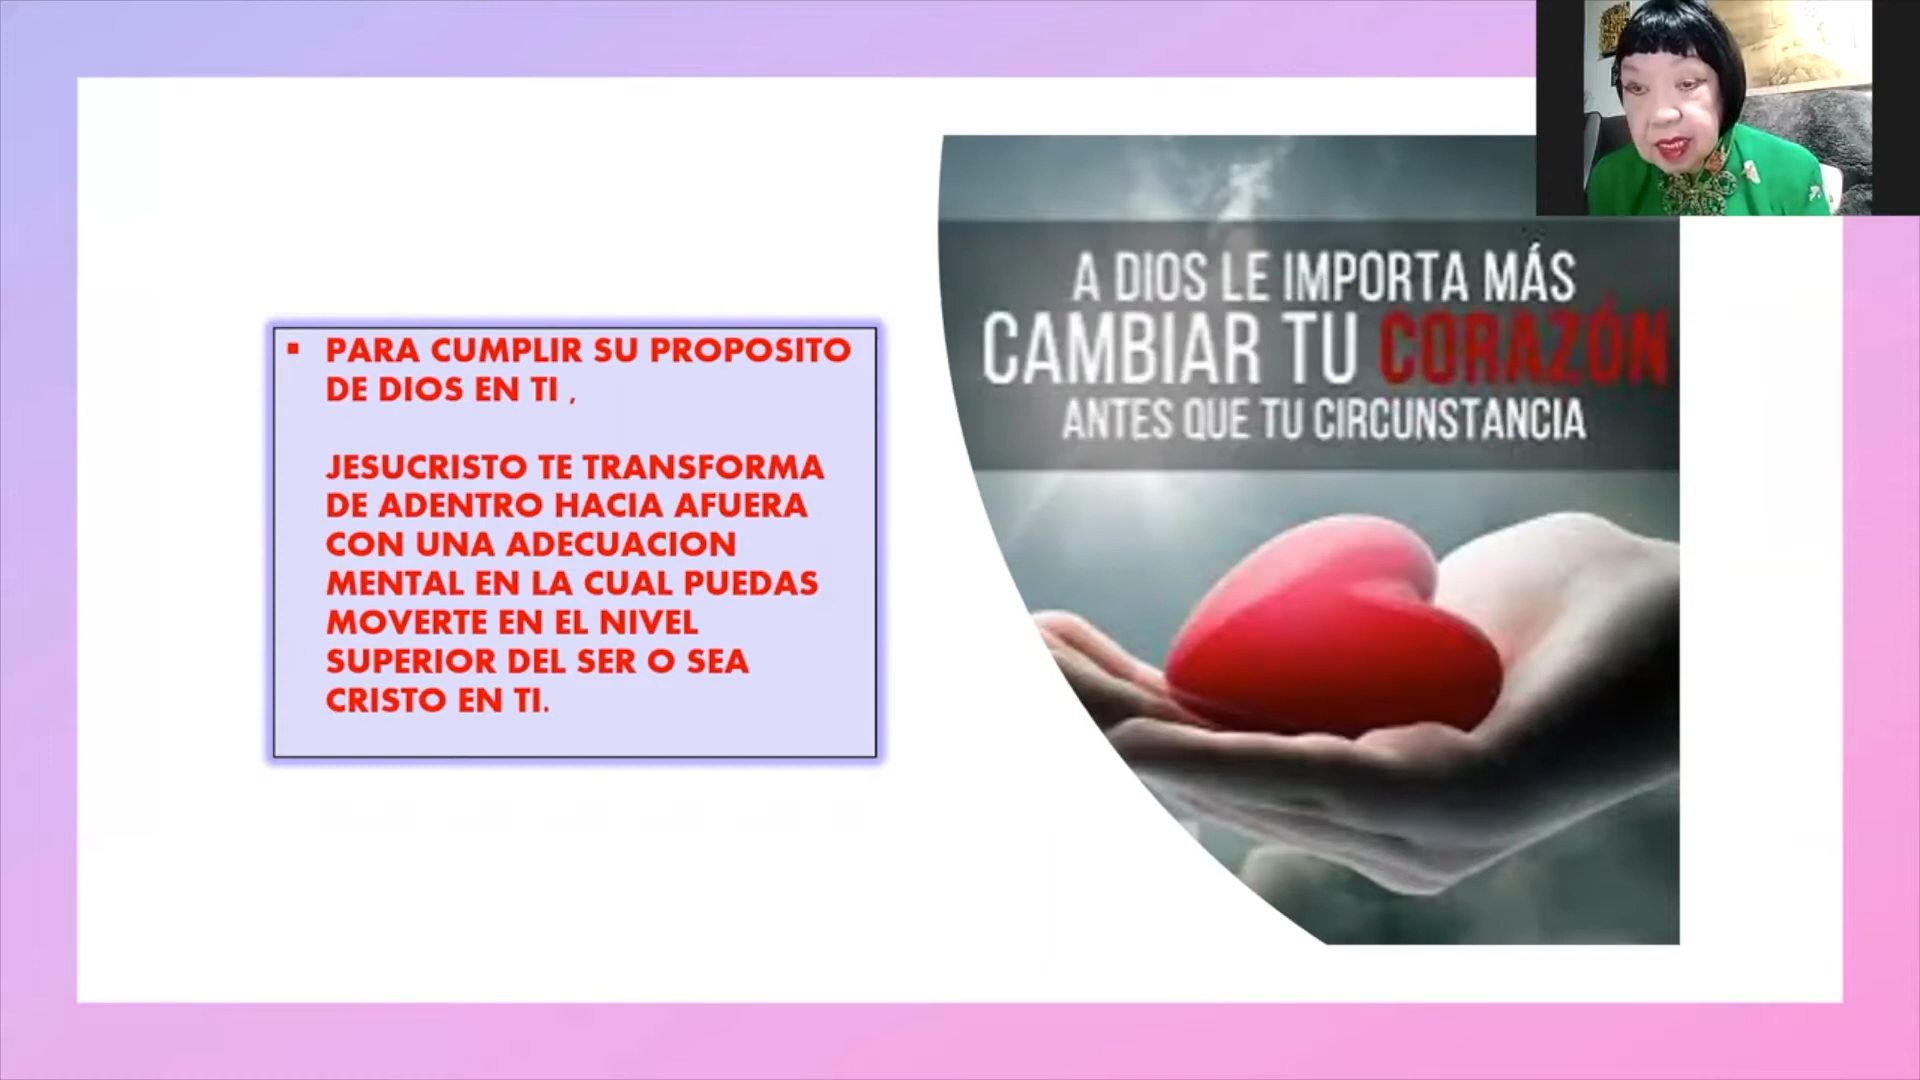 ▪ PARA CUMPLIR SU PROPOSITO
DE DIOS EN TI ,
JESUCRISTO TE TRANSFORMA
DE ADENTRO HACIA AFUERA
CON UNA ADECUACION
MENTAL EN LA CUAL PUEDAS
MOVERTE EN EL NIVEL
SUPERIOR DEL SER O SEA
CRISTO EN TI.
A DIOS LE IMPORTA MÁS
CAMBIAR TU CORAZÓN
ANTES QUE TU CIRCUNSTANCIA